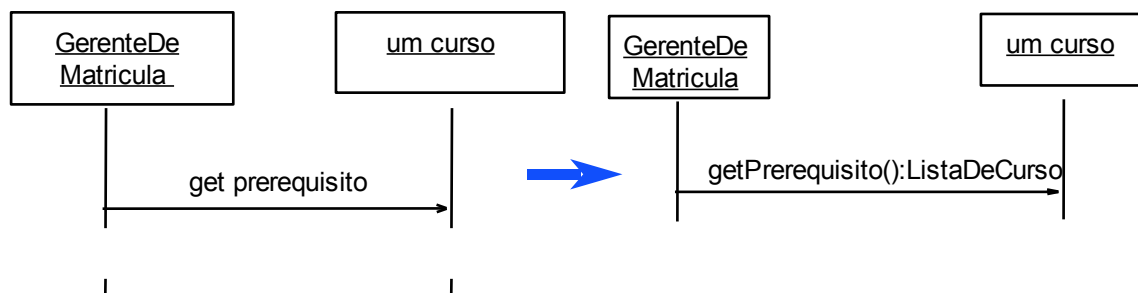 GerenteDe
Matricula
um curso
get prerequisito
GerenteDe
Matricula
um curso
getPrerequisito():ListaDeCurso